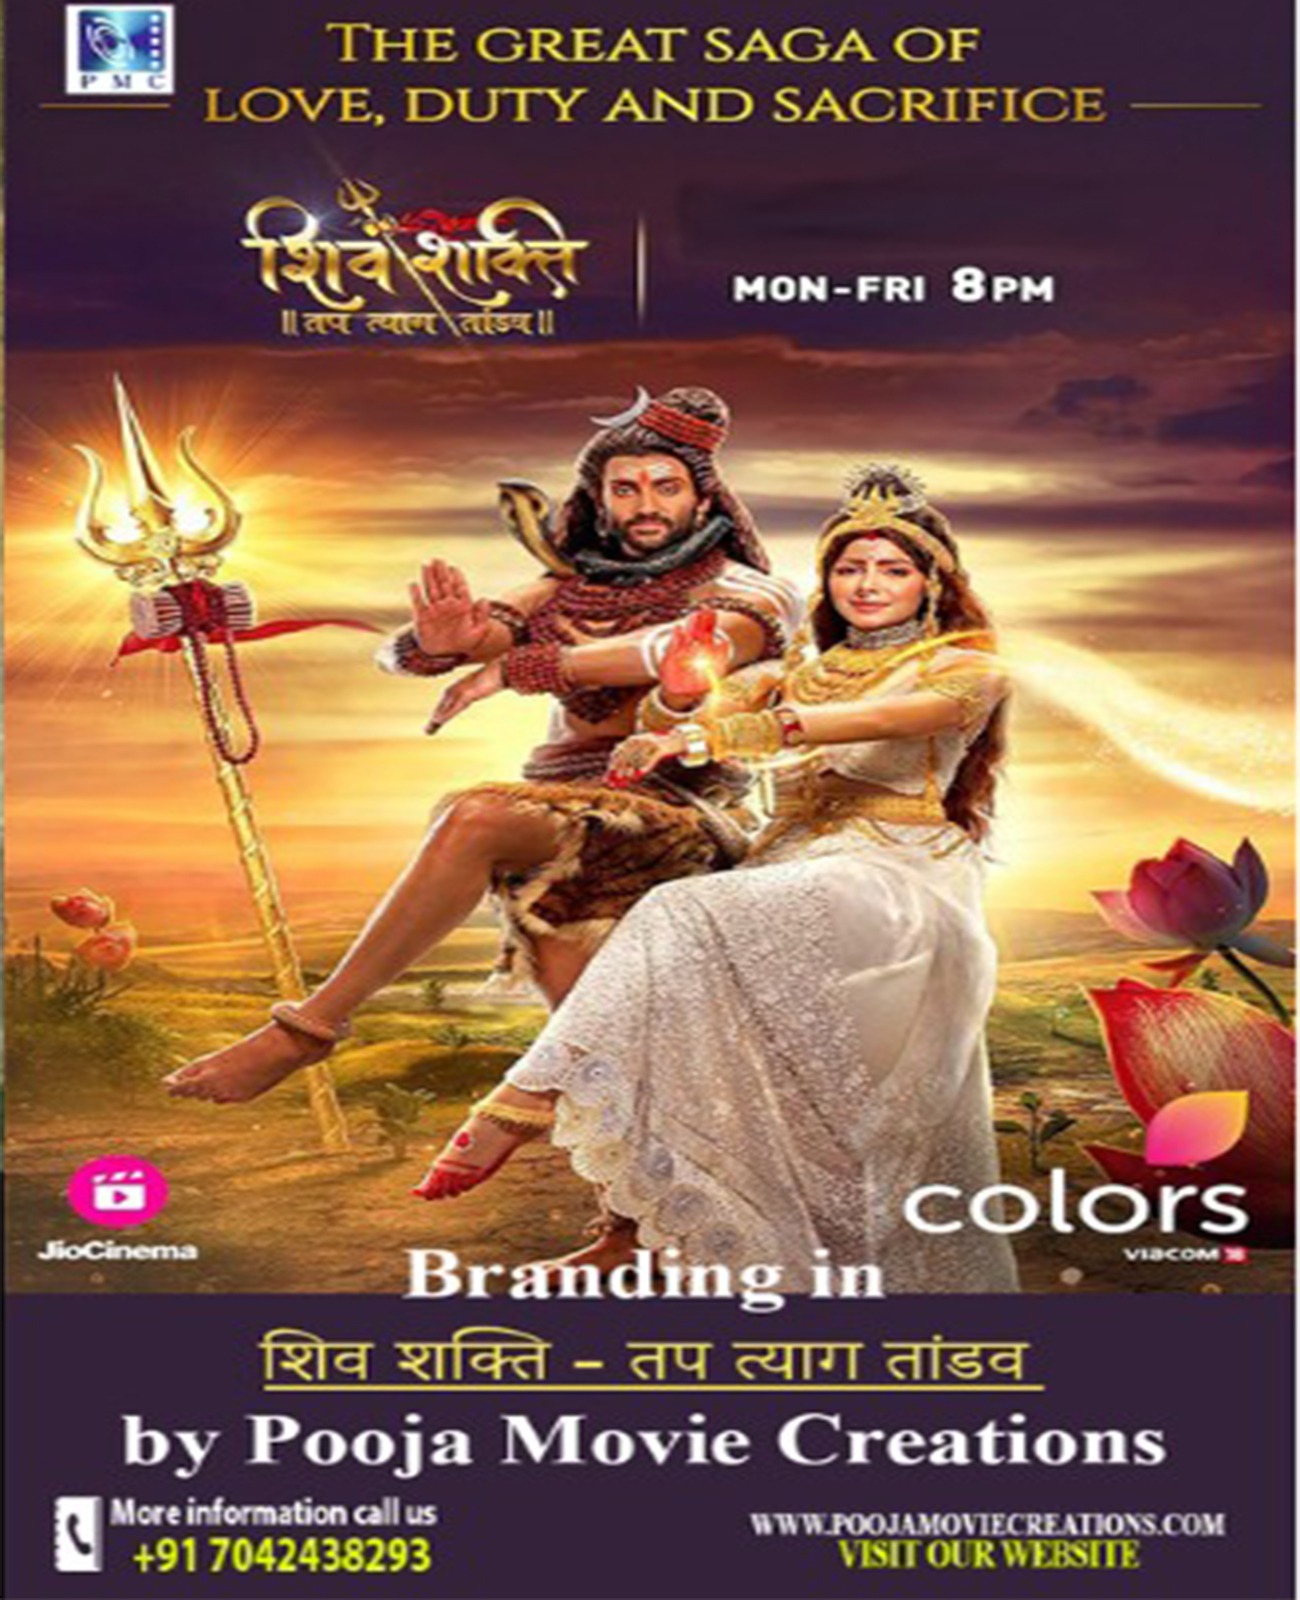 PMC
THE GREAT SAGA OF
LOVE, DUTY AND SACRIFICE
शिव शक्ति
॥ तप त्याग तांडव ॥
MON-FRI 8PM
JioCinema
colors
VIACOM 18
Branding in
शिव शक्ति – तप त्याग तांडव
by Pooja Movie Creations
More information call us
+91 7042438293
WWW.POOJAMOVIECREATIONS.COM
VISIT OUR WEBSITE